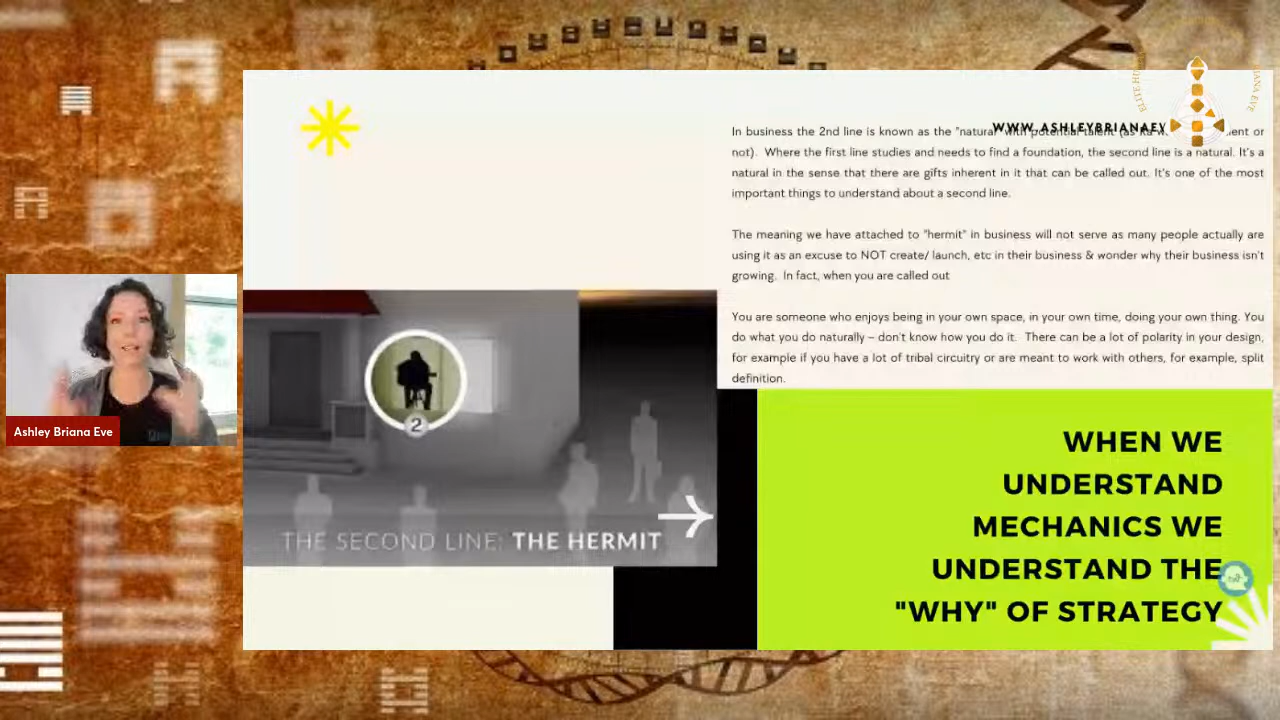 WWW.ASHLEYBRIANAEV
In business the 2nd line is known as the "natural" with potential talent (as Ra w
ent or
not). Where the first line studies and needs to find a foundation, the second line is a natural. It's a
natural in the sense that there are gifts inherent in it that can be called out. It's one of the most
important things to understand about a second line.
The meaning we have attached to "hermit" in business will not serve as many people actually are
using it as an excuse to NOT create/ launch, etc in their business & wonder why their business isn't
growing. In fact, when you are called out
You are someone who enjoys being in your own space, in your own time, doing your own thing. You
do what you do naturally – don't know how you do it. There can be a lot of polarity in your design,
for example if you have a lot of tribal circuitry or are meant to work with others, for example, split
definition.
2
THE SECOND LINE: THE HERMIT
Ashley Briana Eve
WHEN WE
UNDERSTAND
MECHANICS WE
UNDERSTAND THE
"WHY" OF STRATEGY